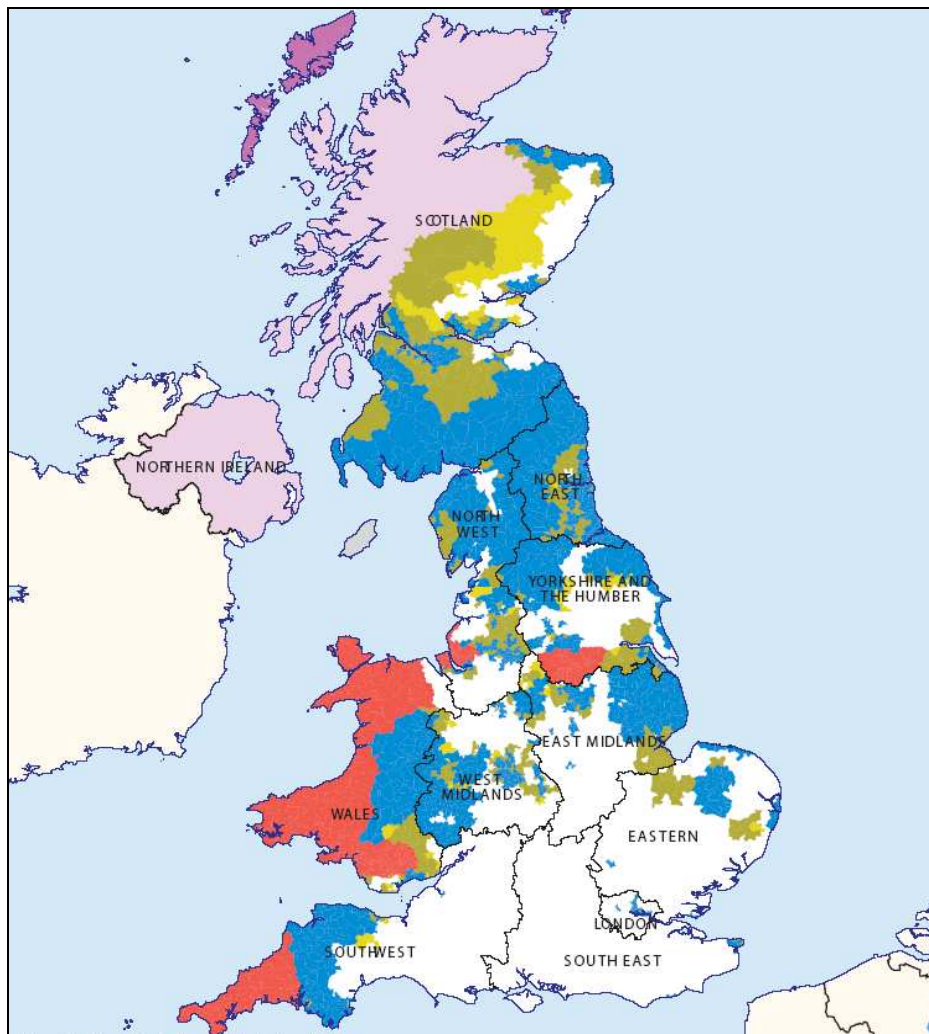 SCOTLAND
NORTHERN IRELAND
NORTH
EAST
NORTH
WEST
YORKSHIRE AND
THE HUMBER
EAST MIDLANDS
WEST
MIDLANDS
WALES
EASTERN
LONDON
SOUTHWEST
SOUTH EAST